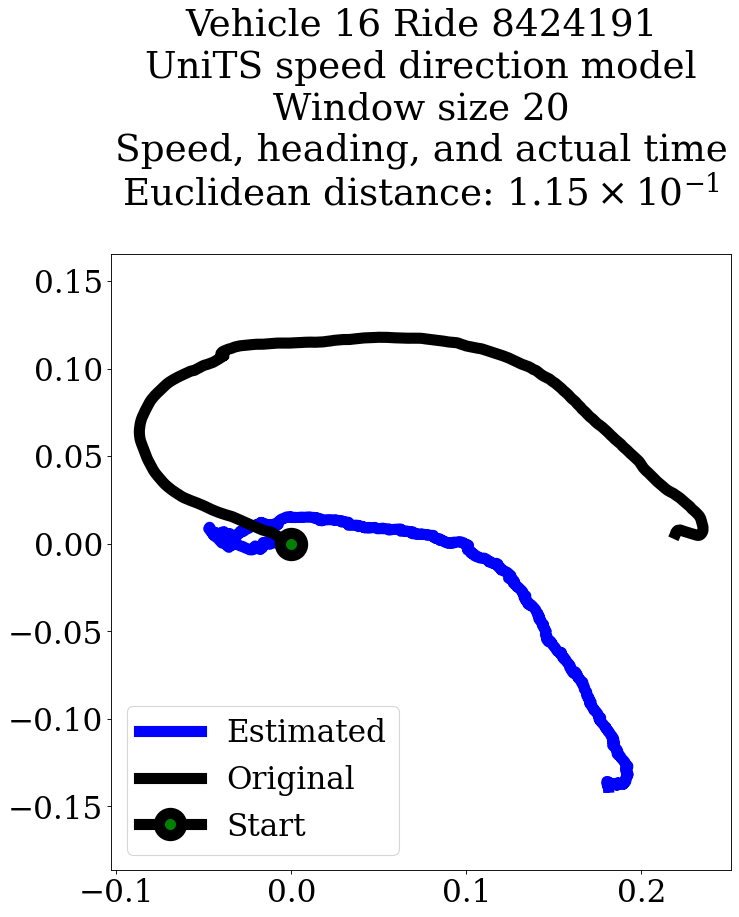 Vehicle 16 Ride 8424191
UniTS speed direction model
Window size 20
Speed, heading, and actual time
Euclidean distance: 1.15 × 10⁻¹
0.15
0.10
0.05
0.00
−0.05
−0.10
−0.15
Estimated
Original
Start
−0.1
0.0
0.1
0.2